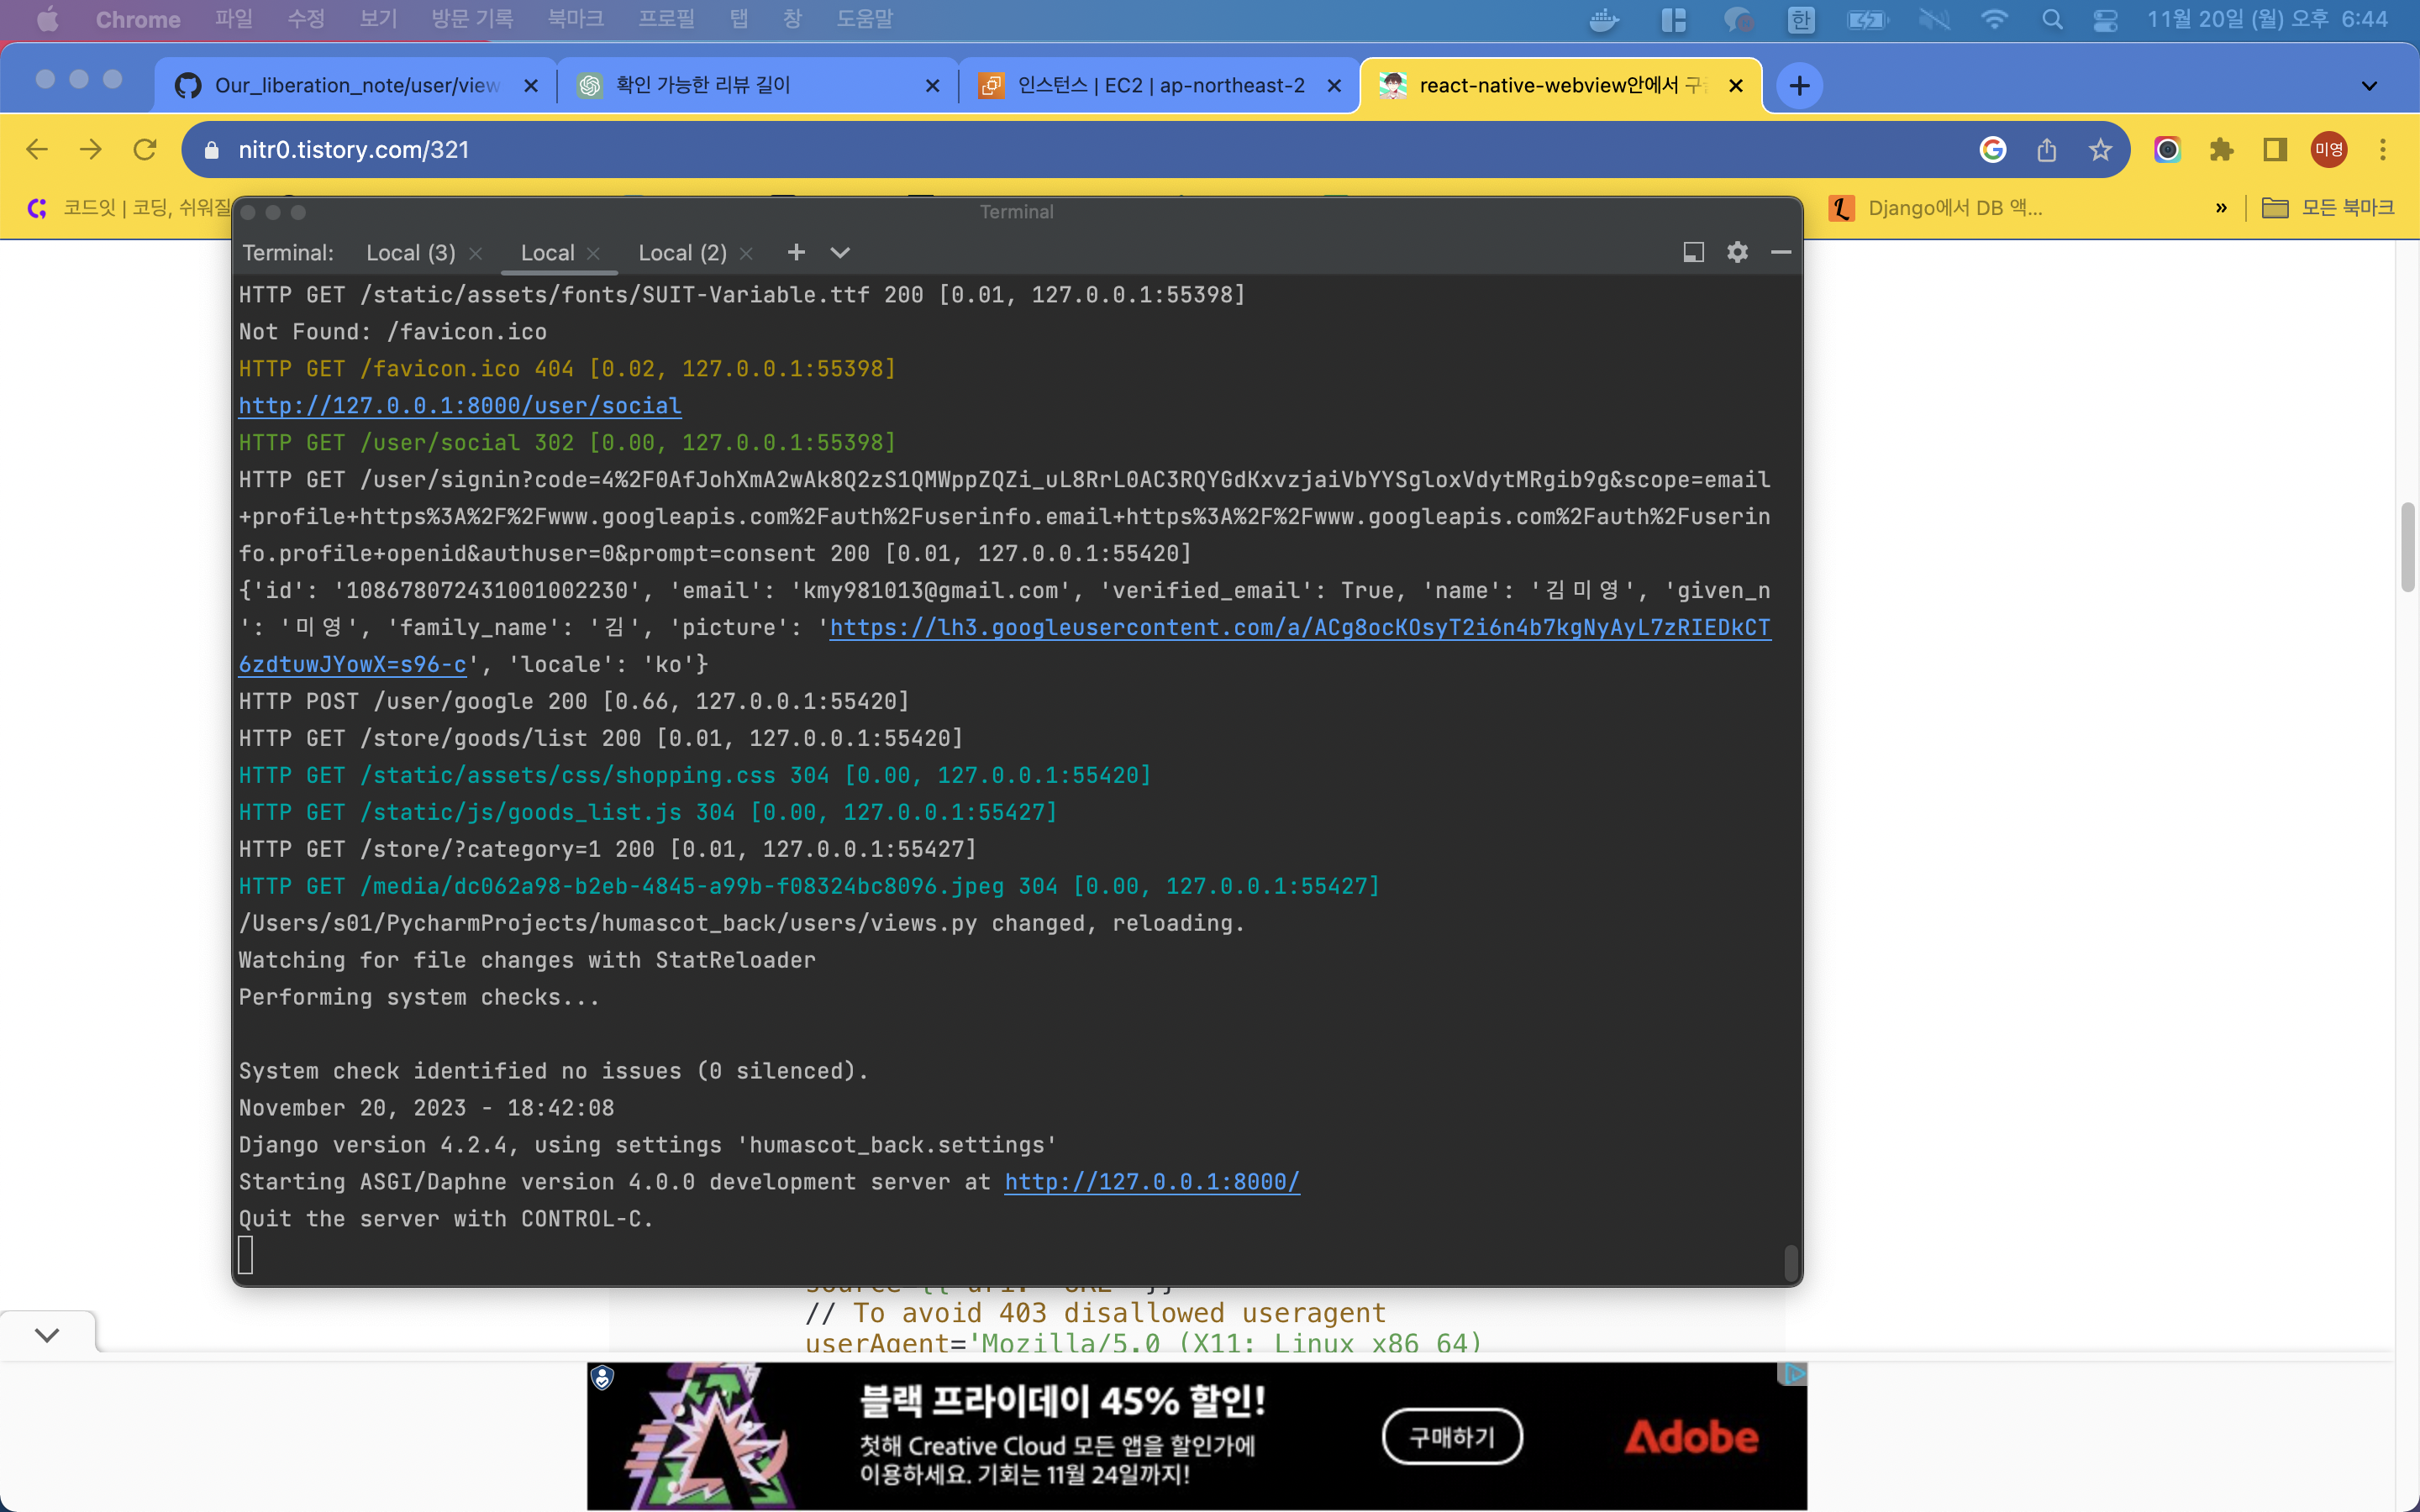 Chrome 파일 수정 보기 방문 기록 북마크 프로필 탭 창 도움말 한 11월 20일 (월) 오후 6:44
Our_liberation_note/user/view 확인 가능한 리뷰 길이 인스턴스 | EC2 | ap-northeast-2 react-native-webview안에서 구
nitr0.tistory.com/321 미영
코드잇 | 코딩, 쉬워질 Django에서 DB 액... » 모든 북마크
Terminal
Terminal: Local (3) Local Local (2)
HTTP GET /static/assets/fonts/SUIT-Variable.ttf 200 [0.01, 127.0.0.1:55398]
Not Found: /favicon.ico
HTTP GET /favicon.ico 404 [0.02, 127.0.0.1:55398]
http://127.0.0.1:8000/user/social
HTTP GET /user/social 302 [0.00, 127.0.0.1:55398]
HTTP GET /user/signin?code=4%2F0AfJohXmA2wAk8Q2zS1QMWppZQZi_uL8RrL0AC3RQYGdKxvzjaiVbYYSgloxVdytMRgib9g&scope=email
+profile+https%3A%2F%2Fwww.googleapis.com%2Fauth%2Fuserinfo.email+https%3A%2F%2Fwww.googleapis.com%2Fauth%2Fuserin
fo.profile+openid&authuser=0&prompt=consent 200 [0.01, 127.0.0.1:55420]
{'id': '108678072431001002230', 'email': 'kmy981013@gmail.com', 'verified_email': True, 'name': '김미영', 'given_n
': '미영', 'family_name': '김', 'picture': 'https://lh3.googleusercontent.com/a/ACg8ocKOsyT2i6n4b7kgNyAyL7zRIEDkCT
6zdtuwJYowX=s96-c', 'locale': 'ko'}
HTTP POST /user/google 200 [0.66, 127.0.0.1:55420]
HTTP GET /store/goods/list 200 [0.01, 127.0.0.1:55420]
HTTP GET /static/assets/css/shopping.css 304 [0.00, 127.0.0.1:55420]
HTTP GET /static/js/goods_list.js 304 [0.00, 127.0.0.1:55427]
HTTP GET /store/?category=1 200 [0.01, 127.0.0.1:55427]
HTTP GET /media/dc062a98-b2eb-4845-a99b-f08324bc8096.jpeg 304 [0.00, 127.0.0.1:55427]
/Users/s01/PycharmProjects/humascot_back/users/views.py changed, reloading.
Watching for file changes with StatReloader
Performing system checks...
System check identified no issues (0 silenced).
November 20, 2023 - 18:42:08
Django version 4.2.4, using settings 'humascot_back.settings'
Starting ASGI/Daphne version 4.0.0 development server at http://127.0.0.1:8000/
Quit the server with CONTROL-C.
// To avoid 403 disallowed useragent
userAgent='Mozilla/5.0 (X11; Linux x86_64)
블랙 프라이데이 45% 할인!
첫해 Creative Cloud 모든 앱을 할인가에
이용하세요. 기회는 11월 24일까지!
구매하기
Adobe